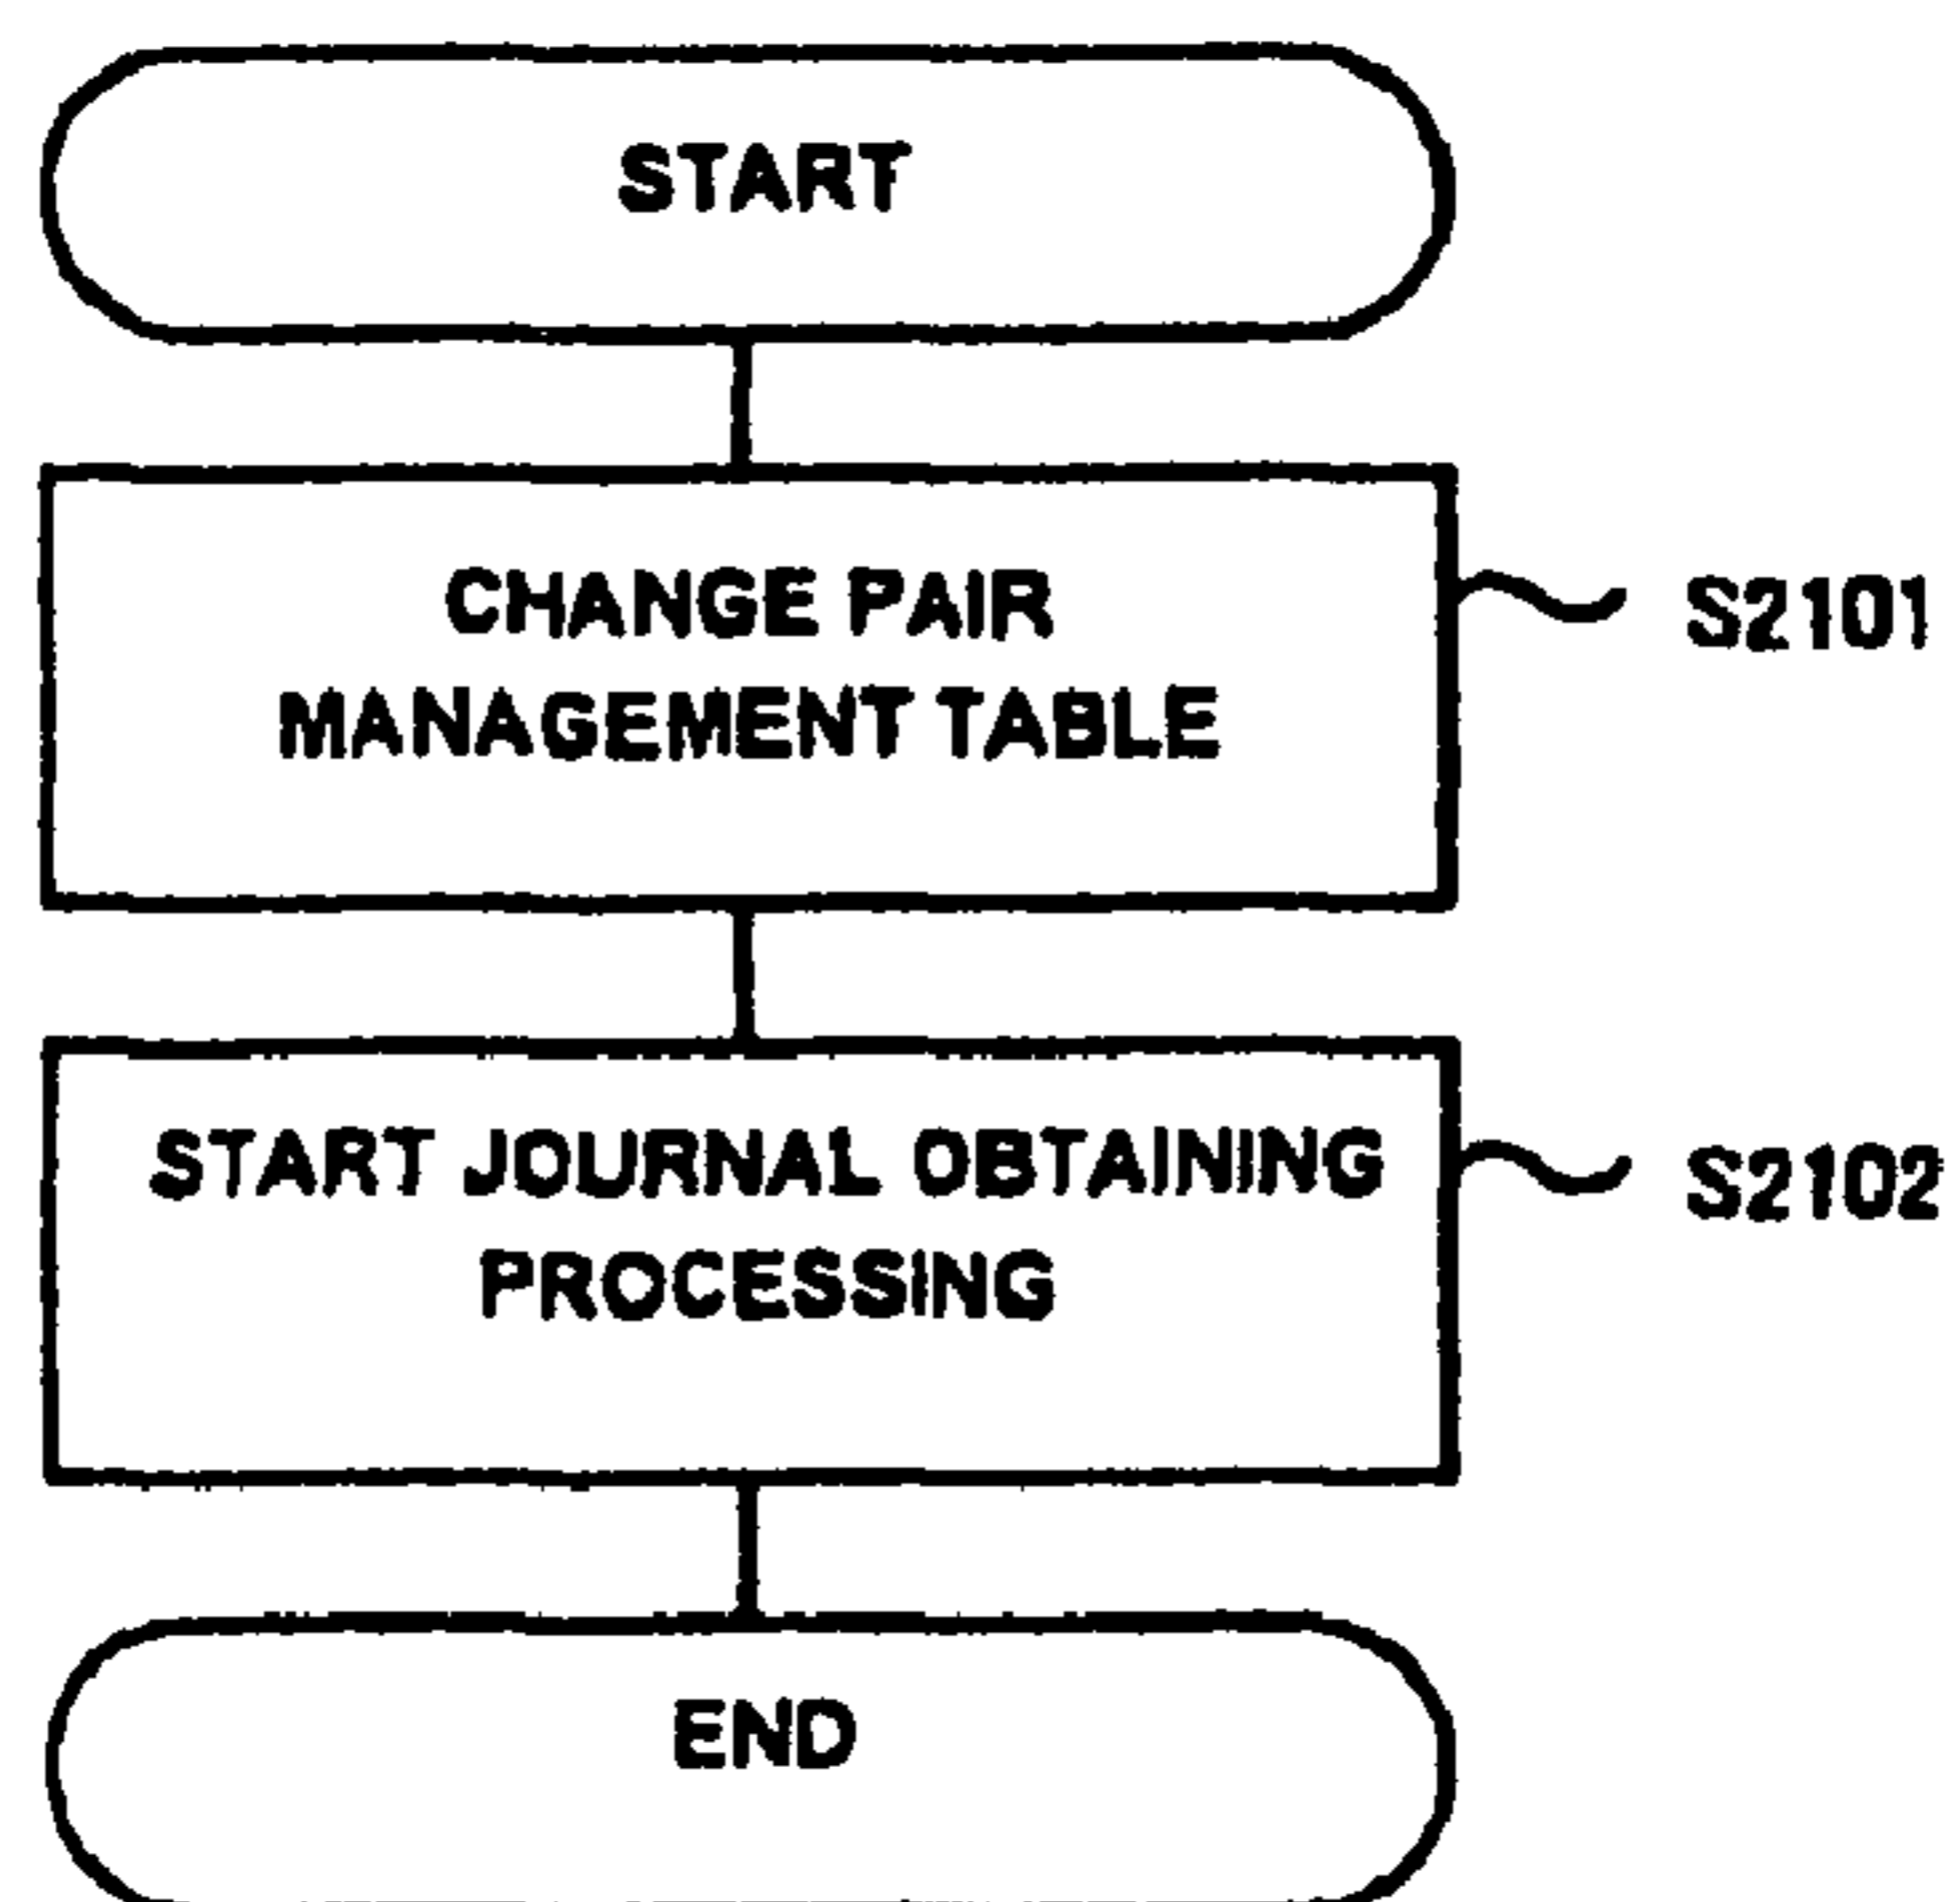 START
CHANGE PAIR
MANAGEMENT TABLE
S2101
START JOURNAL OBTAINING
PROCESSING
S2102
END